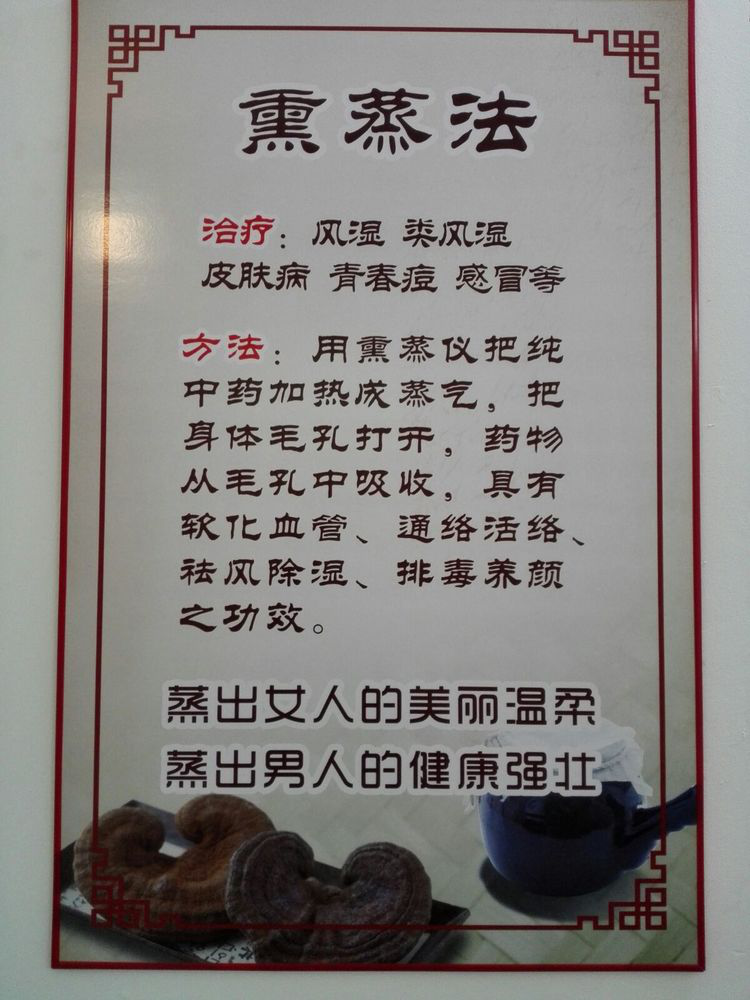 熏蒸法
治疗：风湿 类风湿
皮肤病 青春痘 感冒等
方法：用熏蒸仪把纯
中药加热成蒸气，把
身体毛孔打开，药物
从毛孔中吸收，具有
软化血管、通络活络、
祛风除湿、排毒养颜
之功效。
蒸出女人的美丽温柔
蒸出男人的健康强壮